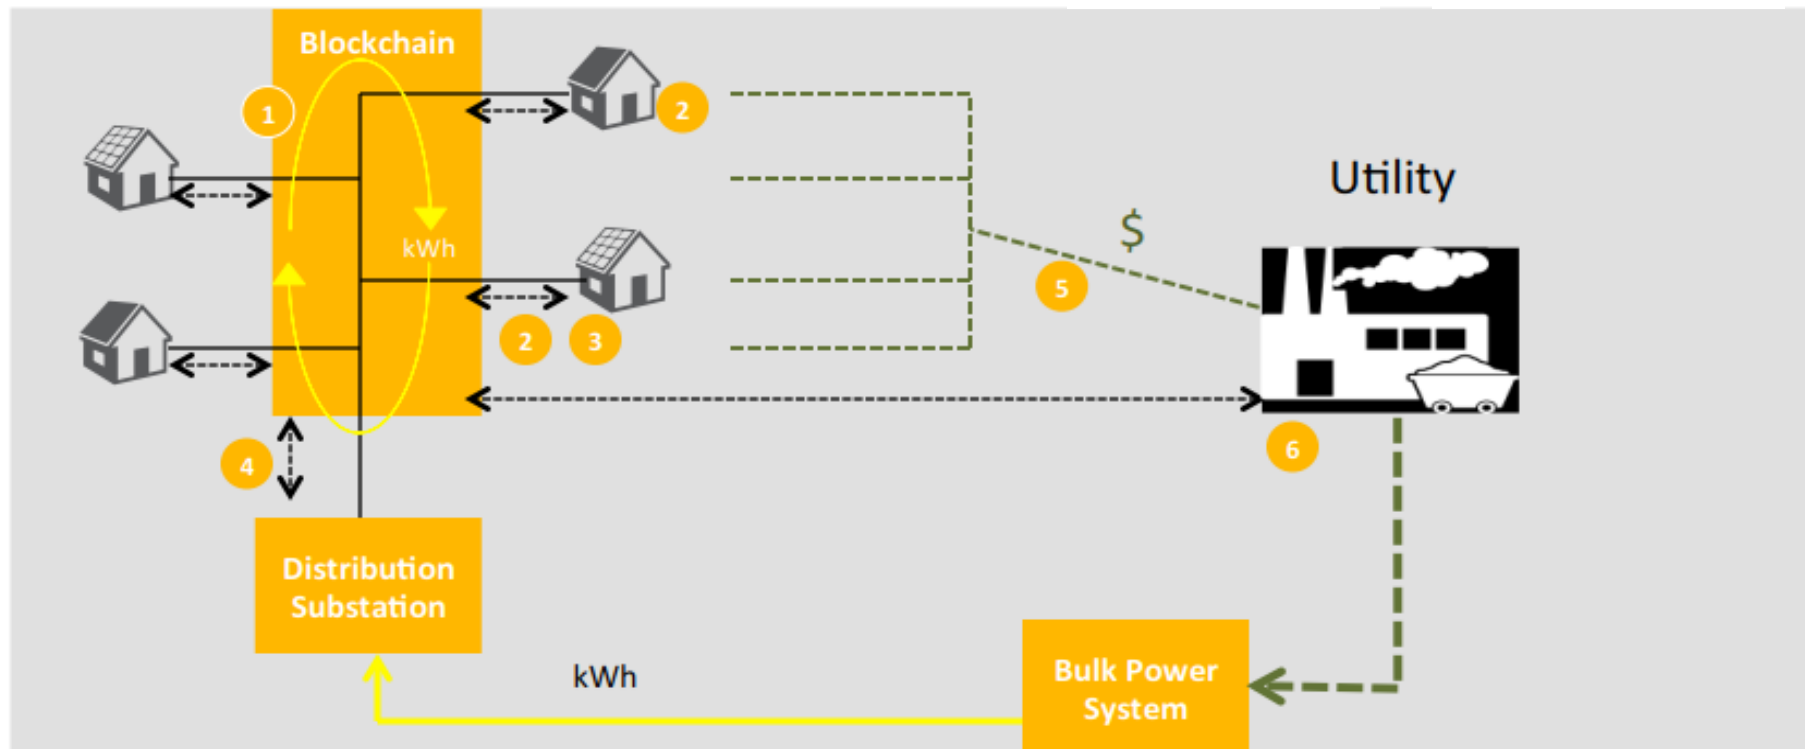 Blockchain
1
2
Utility
$
kWh
5
2
3
4
6
Distribution
Substation
kWh
Bulk Power
System